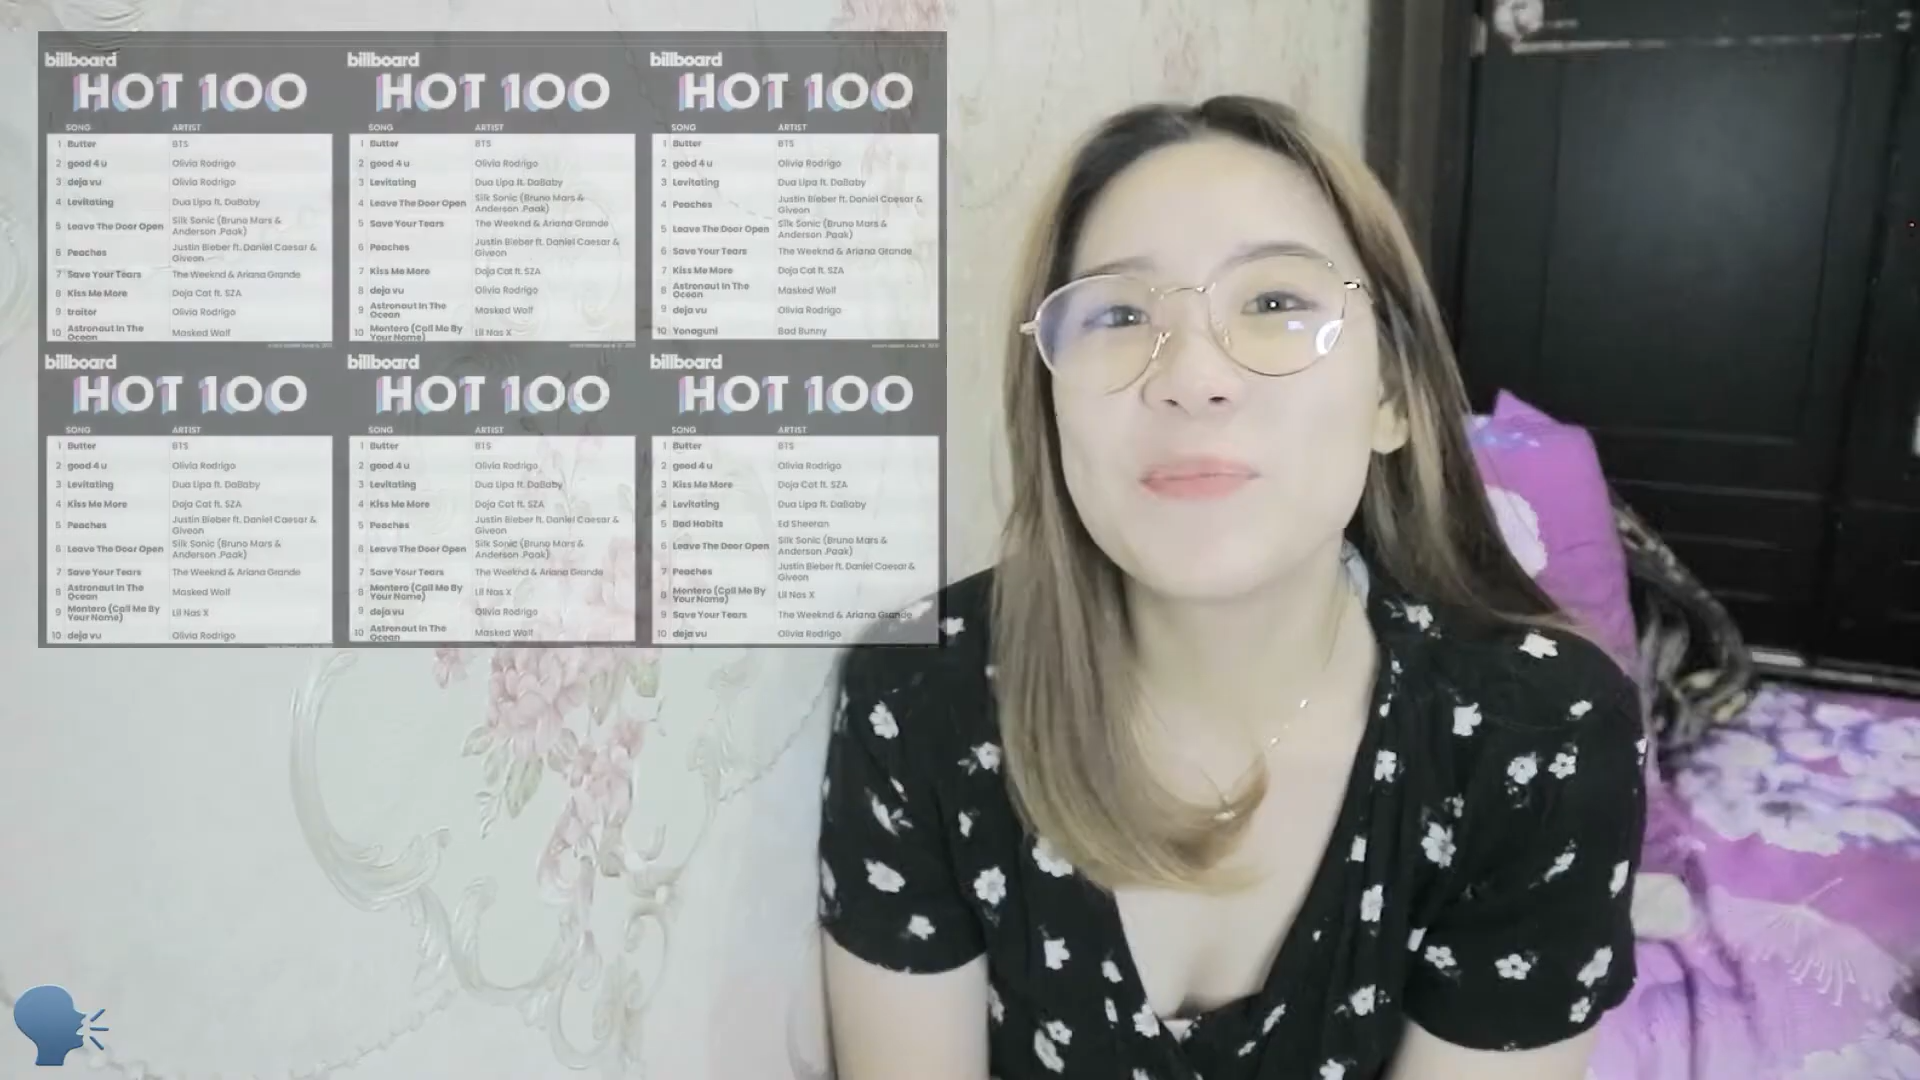 billboard
HOT 100
SONG ARTIST
1 Butter BTS
2 good 4 u Olivia Rodrigo
3 deja vu Olivia Rodrigo
4 Levitating Dua Lipa ft. DaBaby
5 Leave The Door Open Silk Sonic (Bruno Mars &
Anderson .Paak)
6 Peaches Justin Bieber ft. Daniel Caesar &
Giveon
7 Save Your Tears The Weeknd & Ariana Grande
8 Kiss Me More Doja Cat ft. SZA
9 traitor Olivia Rodrigo
10 Astronaut In The
Ocean Masked Wolf
billboard
HOT 100
SONG ARTIST
1 Butter BTS
2 good 4 u Olivia Rodrigo
3 Levitating Dua Lipa ft. DaBaby
4 Leave The Door Open Silk Sonic (Bruno Mars &
Anderson .Paak)
5 Save Your Tears The Weeknd & Ariana Grande
6 Peaches Justin Bieber ft. Daniel Caesar &
Giveon
7 Kiss Me More Doja Cat ft. SZA
8 deja vu Olivia Rodrigo
9 Astronaut In The
Ocean Masked Wolf
10 Montero (Call Me By
Your Name) Lil Nas X
billboard
HOT 100
SONG ARTIST
1 Butter BTS
2 good 4 u Olivia Rodrigo
3 Levitating Dua Lipa ft. DaBaby
4 Peaches Justin Bieber ft. Daniel Caesar &
Giveon
5 Leave The Door Open Silk Sonic (Bruno Mars &
Anderson .Paak)
6 Save Your Tears The Weeknd & Ariana Grande
7 Kiss Me More Doja Cat ft. SZA
8 Astronaut In The
Ocean Masked Wolf
9 deja vu Olivia Rodrigo
10 Yonaguni Bad Bunny
billboard
HOT 100
SONG ARTIST
1 Butter BTS
2 good 4 u Olivia Rodrigo
3 Levitating Dua Lipa ft. DaBaby
4 Kiss Me More Doja Cat ft. SZA
5 Peaches Justin Bieber ft. Daniel Caesar &
Giveon
6 Leave The Door Open Silk Sonic (Bruno Mars &
Anderson .Paak)
7 Save Your Tears The Weeknd & Ariana Grande
8 Astronaut In The
Ocean Masked Wolf
9 Montero (Call Me By
Your Name) Lil Nas X
10 deja vu Olivia Rodrigo
billboard
HOT 100
SONG ARTIST
1 Butter BTS
2 good 4 u Olivia Rodrigo
3 Levitating Dua Lipa ft. DaBaby
4 Kiss Me More Doja Cat ft. SZA
5 Peaches Justin Bieber ft. Daniel Caesar &
Giveon
6 Leave The Door Open Silk Sonic (Bruno Mars &
Anderson .Paak)
7 Save Your Tears The Weeknd & Ariana Grande
8 Montero (Call Me By
Your Name) Lil Nas X
9 deja vu Olivia Rodrigo
10 Astronaut In The
Ocean Masked Wolf
billboard
HOT 100
SONG ARTIST
1 Butter BTS
2 good 4 u Olivia Rodrigo
3 Kiss Me More Doja Cat ft. SZA
4 Levitating Dua Lipa ft. DaBaby
5 Bad Habits Ed Sheeran
6 Leave The Door Open Silk Sonic (Bruno Mars &
Anderson .Paak)
7 Peaches Justin Bieber ft. Daniel Caesar &
Giveon
8 Montero (Call Me By
Your Name) Lil Nas X
9 Save Your Tears The Weeknd & Ariana Grande
10 deja vu Olivia Rodrigo